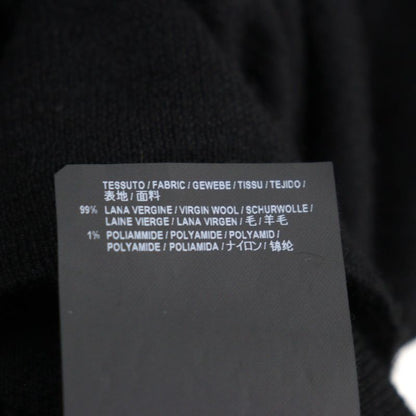 TESSUTO / FABRIC / GEWEBE / TISSU / TEJIDO /
表地 / 面料
99% LANA VERGINE / VIRGIN WOOL / SCHURWOLLE /
LAINE VIERGE / LANA VIRGEN / 毛 / 羊毛
1% POLIAMMIDE / POLYAMIDE / POLYAMID /
POLYAMIDE / POLIAMIDA / ナイロン / 锦纶